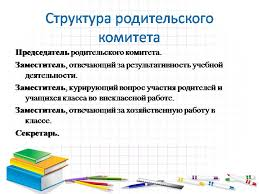 Структура родительского
комитета
Председатель родительского комитета.
Заместитель, отвечающий за результативность учебной
деятельности.
Заместитель, курирующий вопрос участия родителей и
учащихся класса во внеклассной работе.
Заместитель, отвечающий за хозяйственную работу в
классе.
Секретарь.